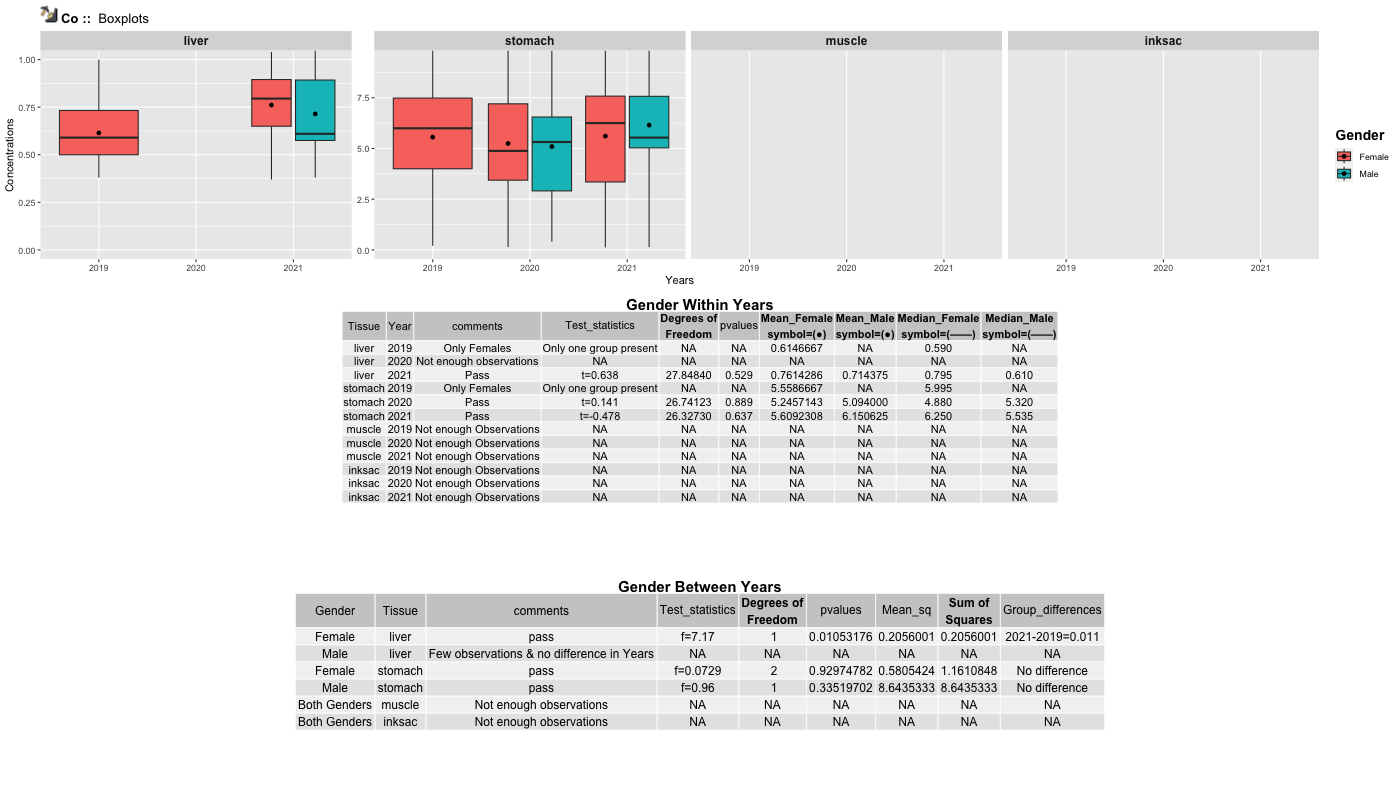 Co :: Boxplots
liver stomach muscle inksac
Concentrations
1.00
0.75
0.50
0.25
0.00
7.5
5.0
2.5
0.0
2019 2020 2021 2019 2020 2021 2019 2020 2021 2019 2020 2021
Years
Gender
Female
Male
Gender Within Years
Tissue Year comments Test_statistics Degrees of Freedom pvalues Mean_Female symbol=(●) Mean_Male symbol=(●) Median_Female symbol=(——) Median_Male symbol=(——)
liver 2019 Only Females Only one group present NA NA 0.6146667 NA 0.590 NA
liver 2020 Not enough observations NA NA NA NA NA NA NA
liver 2021 Pass t=0.638 27.84840 0.529 0.7614286 0.714375 0.795 0.610
stomach 2019 Only Females Only one group present NA NA 5.5586667 NA 5.995 NA
stomach 2020 Pass t=0.141 26.74123 0.889 5.2457143 5.094000 4.880 5.320
stomach 2021 Pass t=-0.478 26.32730 0.637 5.6092308 6.150625 6.250 5.535
muscle 2019 Not enough Observations NA NA NA NA NA NA NA
muscle 2020 Not enough Observations NA NA NA NA NA NA NA
muscle 2021 Not enough Observations NA NA NA NA NA NA NA
inksac 2019 Not enough Observations NA NA NA NA NA NA NA
inksac 2020 Not enough Observations NA NA NA NA NA NA NA
inksac 2021 Not enough Observations NA NA NA NA NA NA NA
Gender Between Years
Gender Tissue comments Test_statistics Degrees of Freedom pvalues Mean_sq Sum of Squares Group_differences
Female liver pass f=7.17 1 0.01053176 0.2056001 0.2056001 2021-2019=0.011
Male liver Few observations & no difference in Years NA NA NA NA NA NA
Female stomach pass f=0.0729 2 0.92974782 0.5805424 1.1610848 No difference
Male stomach pass f=0.96 1 0.33519702 8.6435333 8.6435333 No difference
Both Genders muscle Not enough observations NA NA NA NA NA NA
Both Genders inksac Not enough observations NA NA NA NA NA NA